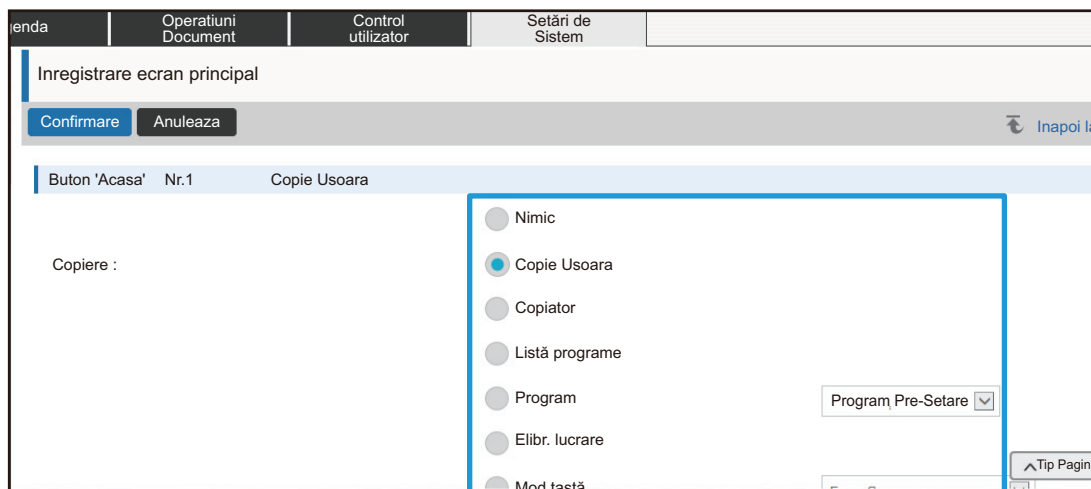 enda
Operatiuni
Document
Control
utilizator
Setări de
Sistem
Inregistrare ecran principal
Confirmare Anuleaza Inapoi la
Buton 'Acasa' Nr.1 Copie Usoara
Nimic
Copiere : Copie Usoara
Copiator
Listă programe
Program Program Pre-Setare
Elibr. lucrare
Tip Pagin
Mod tastă